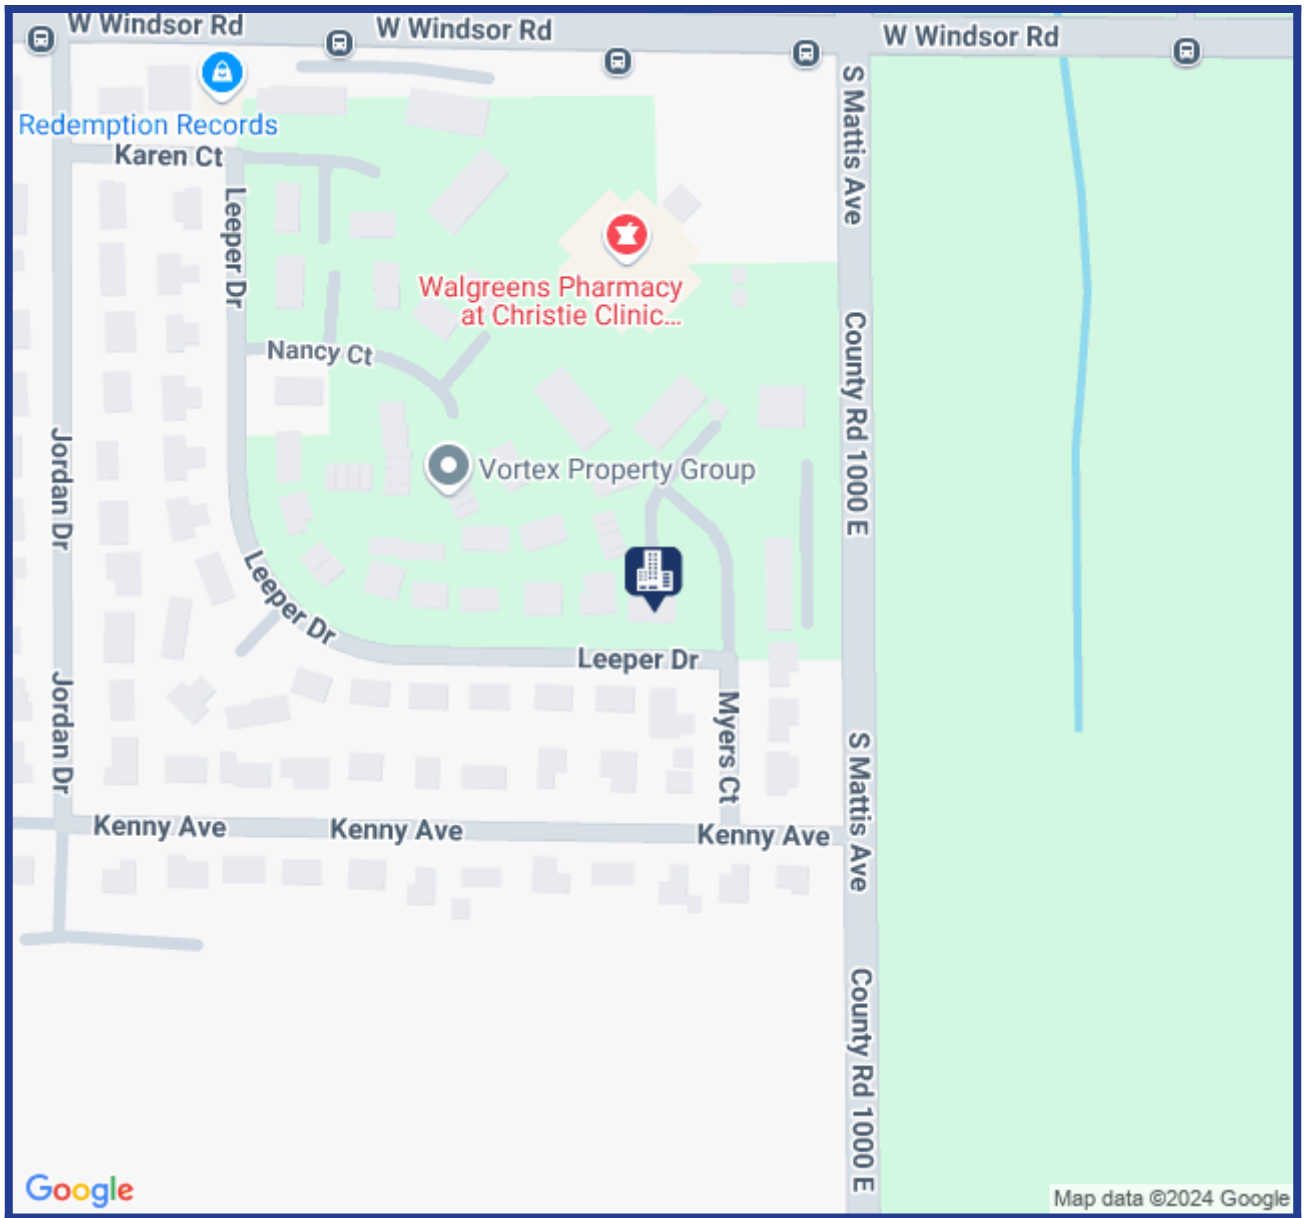 W Windsor Rd
W Windsor Rd
W Windsor Rd
S Mattis Ave
Redemption Records
Karen Ct
Leeper Dr
Walgreens Pharmacy
at Christie Clinic...
County Rd 1000 E
Nancy Ct
Jordan Dr
Vortex Property Group
Leeper Dr
Leeper Dr
Jordan Dr
Myers Ct
S Mattis Ave
Kenny Ave
Kenny Ave
Kenny Ave
County Rd 1000 E
Google
Map data ©2024 Google